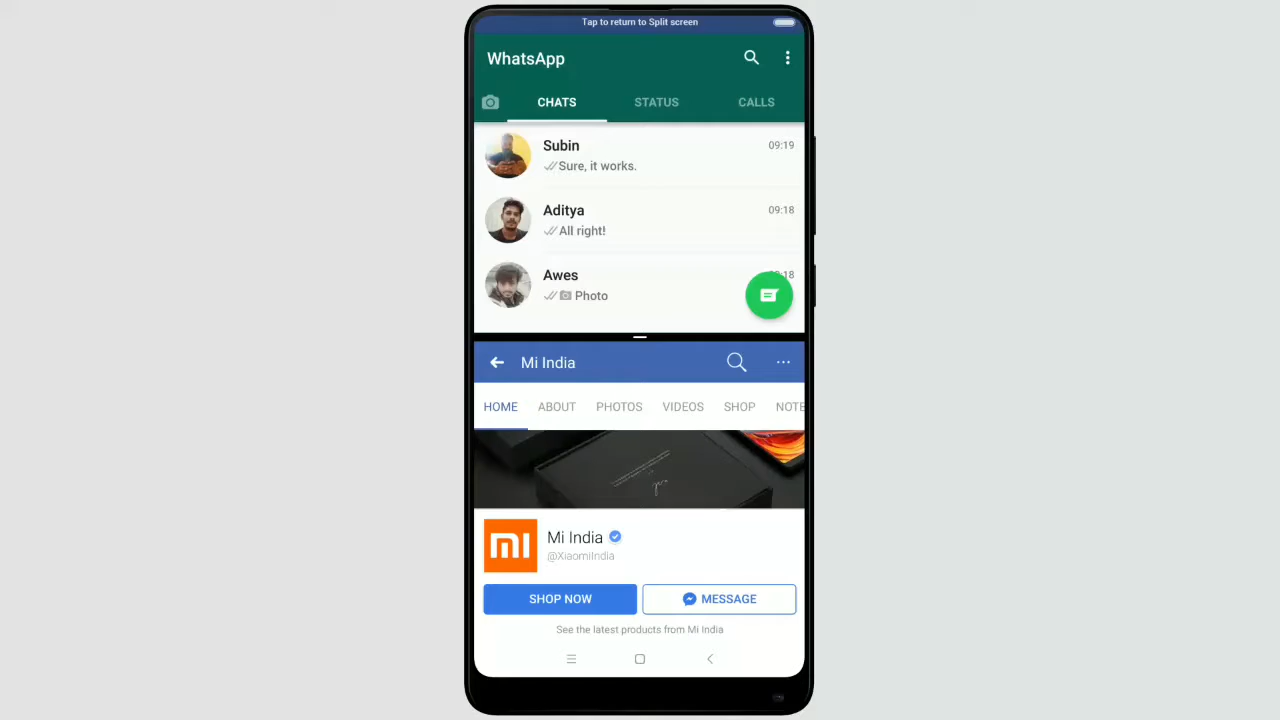 Tap to return to Split screen
WhatsApp
CHATS STATUS CALLS
Subin 09:19
Sure, it works.
Aditya 09:18
All right!
Awes
Photo
Mi India
HOME ABOUT PHOTOS VIDEOS SHOP NOTE
mi
Mi India
@XiaomiIndia
SHOP NOW MESSAGE
See the latest products from Mi India